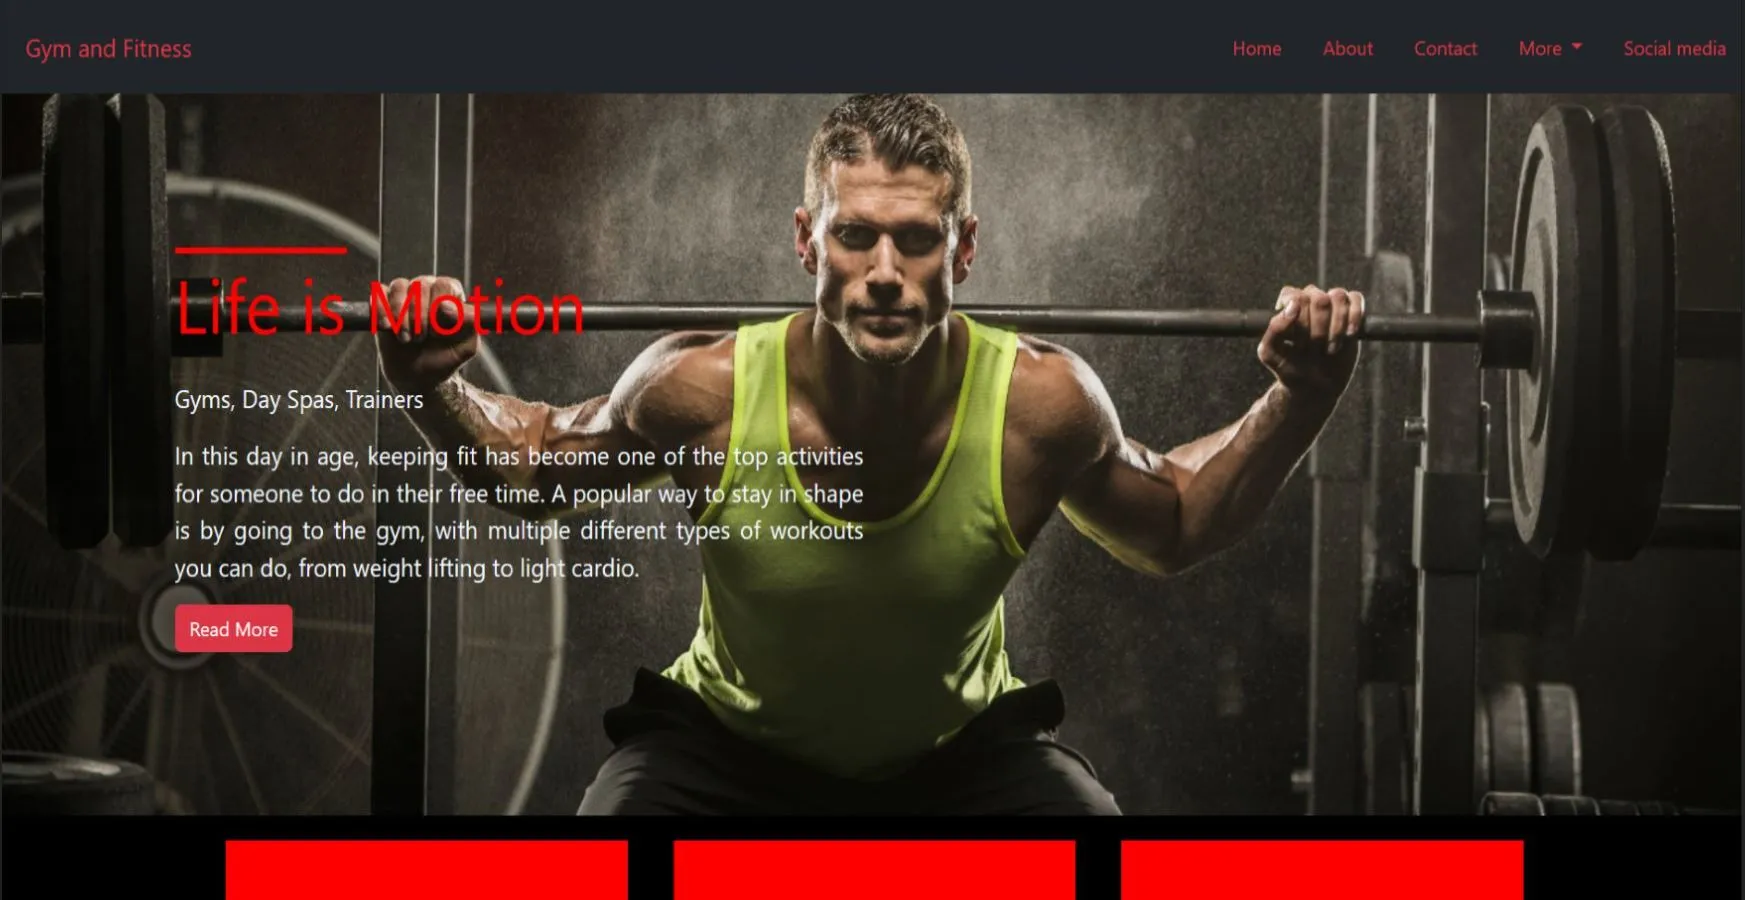 Gym and Fitness
Home
About
Contact
More
Social media
Life is Motion
Gyms, Day Spas, Trainers
In this day in age, keeping fit has become one of the top activities
for someone to do in their free time. A popular way to stay in shape
is by going to the gym, with multiple different types of workouts
you can do, from weight lifting to light cardio.
Read More